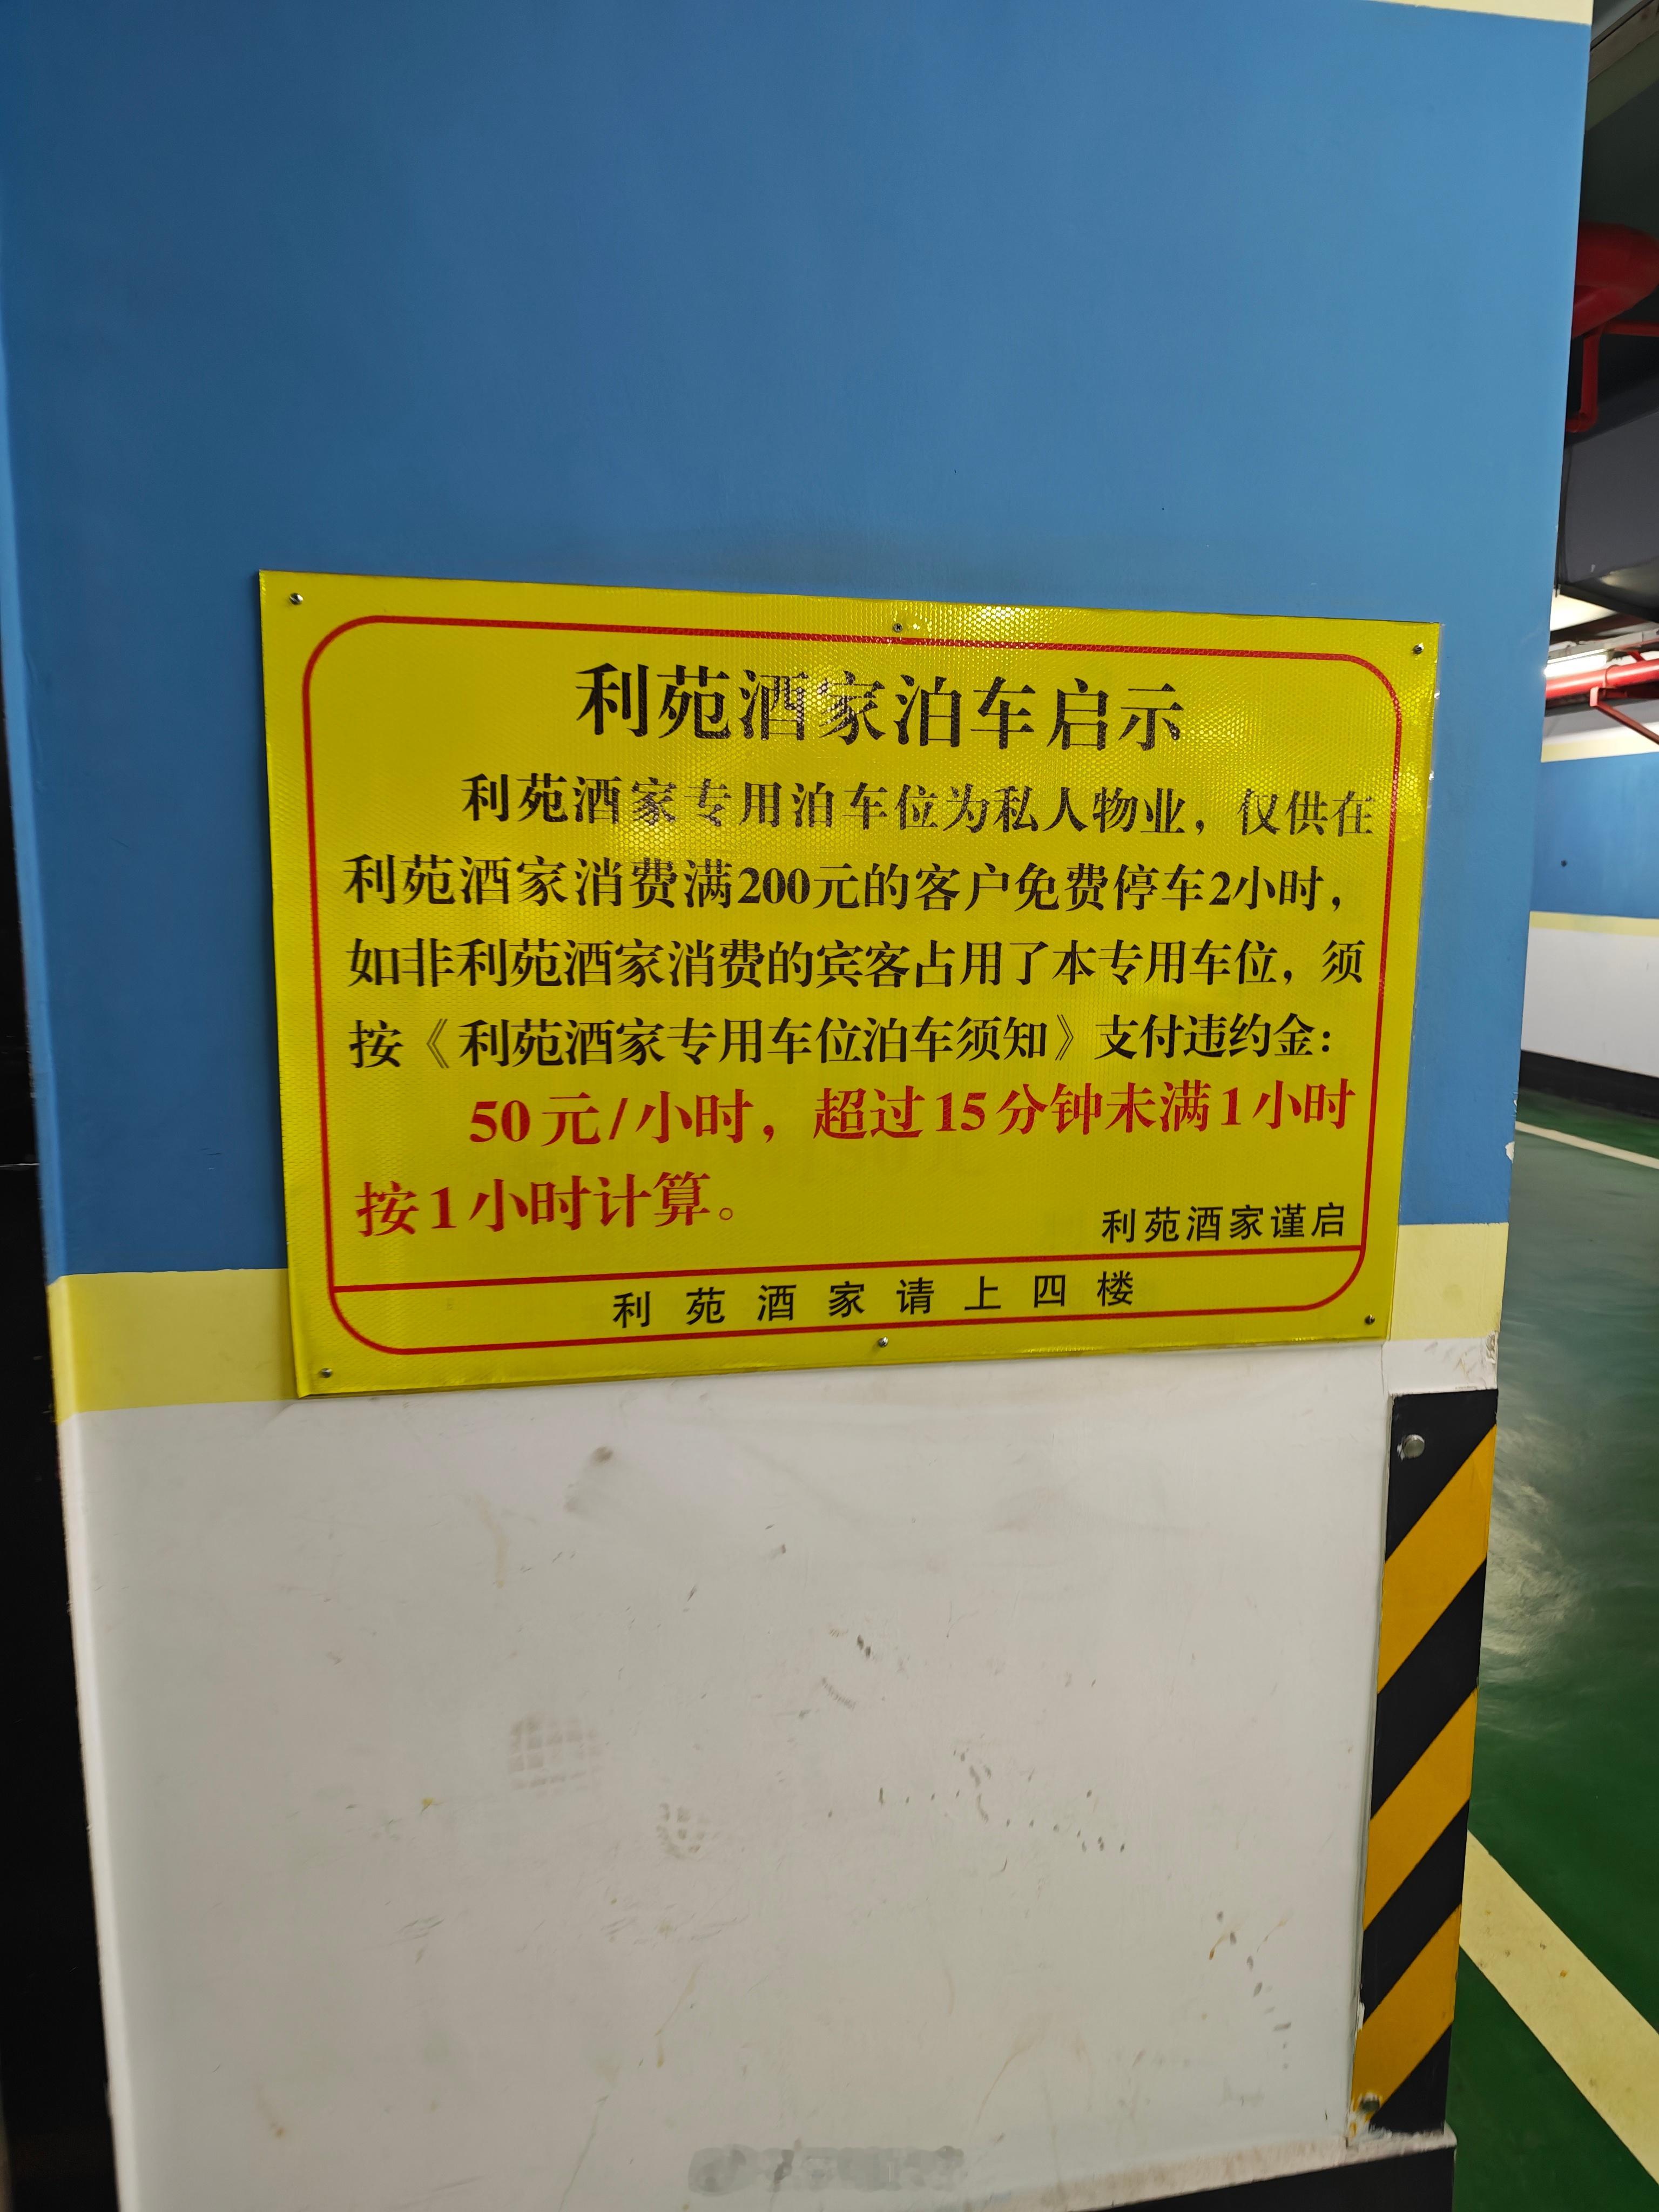 利苑酒家泊车启示
利苑酒家专用泊车位为私人物业，仅供在
利苑酒家消费满200元的客户免费停车2小时，
如非利苑酒家消费的宾客占用了本专用车位，须
按《利苑酒家专用车位泊车须知》支付违约金：
50元/小时，超过15分钟未满1小时
按1小时计算。
利苑酒家谨启
利苑酒家请上四楼